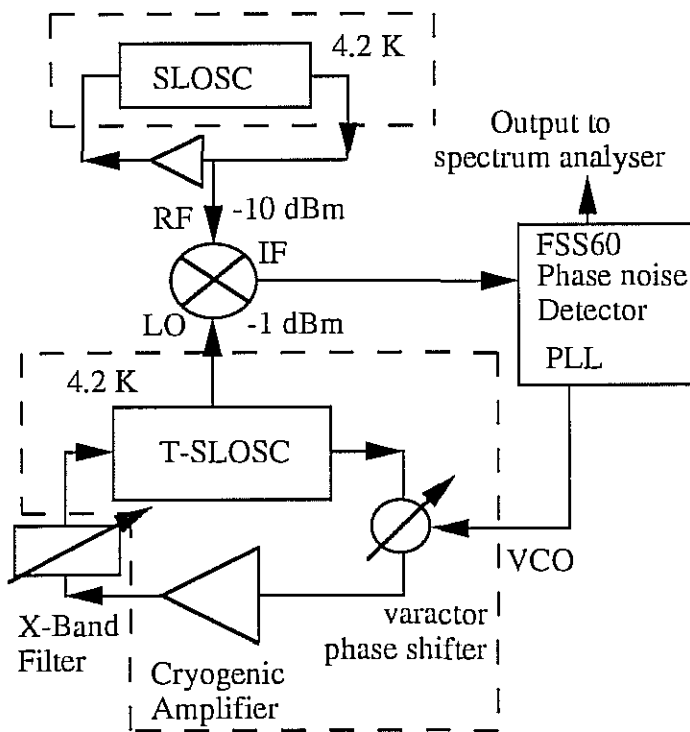 4.2 K
SLOSC
Output to
spectrum analyser
RF
-10 dBm
IF
FSS60
Phase noise
Detector
PLL
LO
-1 dBm
4.2 K
T-SLOSC
VCO
X-Band
Filter
varactor
phase shifter
Cryogenic
Amplifier